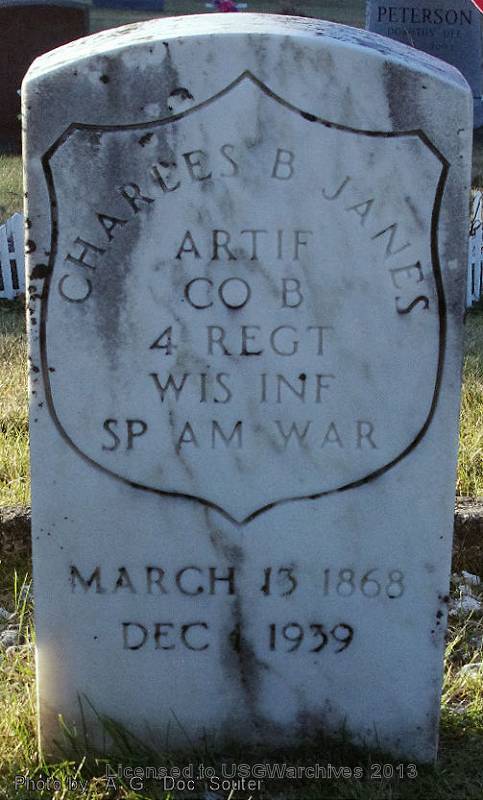 PETERSON
CHARLES B JANES
ARTIF
CO B
4 REGT
WIS INF
SP AM WAR
MARCH 13 1868
DEC 1939
Licensed to USGWarchives 2013
Photo by A. G. "Doc" Souter